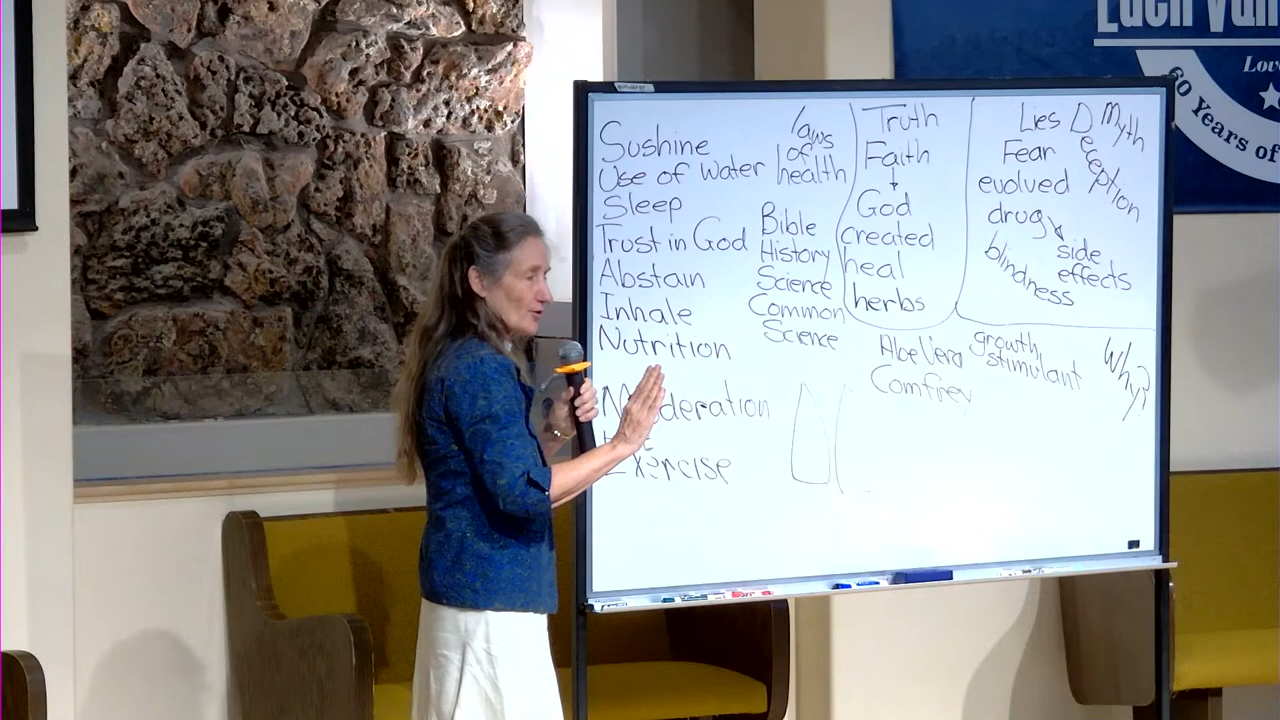 Sushine
Use of water
Sleep
Trust in God
Abstain
Inhale
Nutrition
Moderation
Exercise
laws
of
health
Bible
History
Science
Common
Science
Truth
Faith
God
created
heal
herbs
Lies
Fear
evolved
drug
side
effects
blindness
Deception
Myth
Aloe Vera
Comfrey
growth
stimulant
Why?
60 Years of